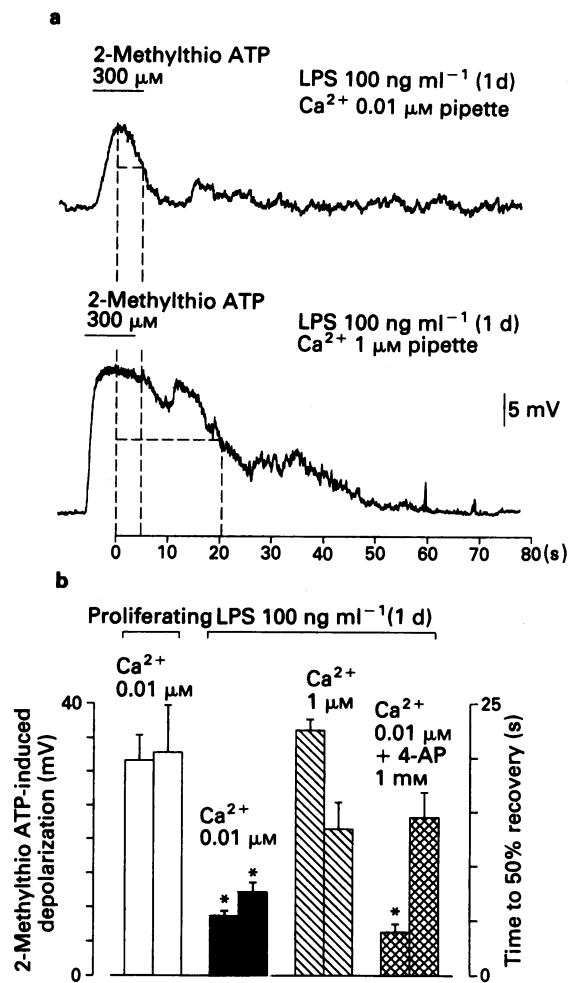 a
2-Methylthio ATP
300 μM
LPS 100 ng ml⁻¹ (1 d)
Ca²⁺ 0.01 μM pipette
2-Methylthio ATP
300 μM
LPS 100 ng ml⁻¹ (1 d)
Ca²⁺ 1 μM pipette
5 mV
0 10 20 30 40 50 60 70 80 (s)
b
Proliferating LPS 100 ng ml⁻¹ (1 d)
Ca²⁺
0.01 μM
Ca²⁺
0.01 μM
Ca²⁺
1 μM
Ca²⁺
0.01 μM
+ 4-AP
1 mM
40
0
2-Methylthio ATP-induced
depolarization (mV)
25
0
Time to 50% recovery (s)
* * *